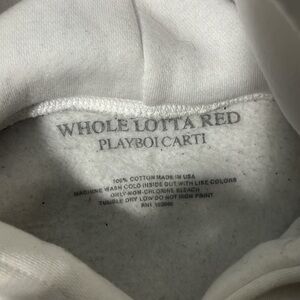 WHOLE LOTTA RED
PLAYBOI CARTI
100% COTTON MADE IN USA
MACHINE WASH COLD INSIDE OUT WITH LIKE COLORS
ONLY NON-CHLORINE BLEACH
TUMBLE DRY LOW DO NOT IRON PRINT